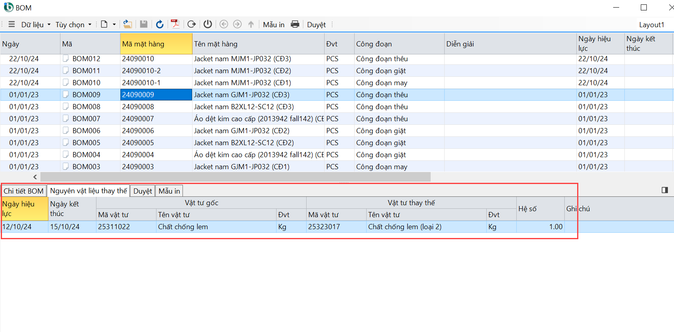 BOM
Dữ liệu Tùy chọn Mẫu in Duyệt Layout1
Ngày Mã Mã mặt hàng Tên mặt hàng Đvt Công đoạn Diễn giải Ngày hiệu lực Ngày kết thúc
22/10/24 BOM012 24090010 Jacket nam MJM1-JP032 (CĐ3) PCS Công đoạn thêu 22/10/24
22/10/24 BOM011 24090010-2 Jacket nam MJM1-JP032 (CĐ2) PCS Công đoạn giặt 22/10/24
22/10/24 BOM010 24090010-1 Jacket nam MJM1-JP032 (CĐ1) PCS Công đoạn may 22/10/24
01/01/23 BOM009 24090009 Jacket nam GJM1-JP032 (CĐ3) PCS Công đoạn thêu 01/01/23
01/01/23 BOM008 24090008 Jacket nam B2XL12-SC12 (CĐ3) PCS Công đoạn thêu 01/01/23
01/01/23 BOM007 24090007 Áo dệt kim cao cấp (2013942 fall142) (CĐ PCS Công đoạn thêu 01/01/23
01/01/23 BOM006 24090006 Jacket nam GJM1-JP032 (CĐ2) PCS Công đoạn giặt 01/01/23
01/01/23 BOM005 24090005 Jacket nam B2XL12-SC12 (CĐ2) PCS Công đoạn giặt 01/01/23
01/01/23 BOM004 24090004 Áo dệt kim cao cấp (2013942 fall142) (CĐ PCS Công đoạn giặt 01/01/23
01/01/23 BOM003 24090003 Jacket nam GJM1-JP032 (CĐ1) PCS Công đoạn may 01/01/23
Chi tiết BOM Nguyên vật liệu thay thế Duyệt Mẫu in
Ngày hiệu lực Ngày kết thúc Vật tư gốc Vật tư thay thế Hệ số Ghi chú
Mã vật tư Tên vật tư Đvt Mã vật tư Tên vật tư Đvt
12/10/24 15/10/24 25311022 Chất chống lem Kg 25323017 Chất chống lem (loại 2) Kg 1.00